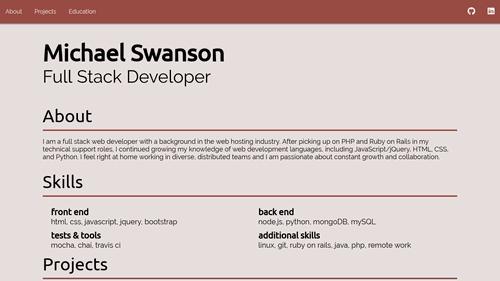 About Projects Education
Michael Swanson
Full Stack Developer
About
I am a full stack web developer with a background in the web hosting industry. After picking up on PHP and Ruby on Rails in my
technical support roles, I continued growing my knowledge of web development languages, including JavaScript/jQuery, HTML, CSS,
and Python. I feel right at home working in diverse, distributed teams and I am passionate about constant growth and collaboration.
Skills
front end
html, css, javascript, jquery, bootstrap
back end
node.js, python, mongoDB, mySQL
tests & tools
mocha, chai, travis ci
additional skills
linux, git, ruby on rails, java, php, remote work
Projects